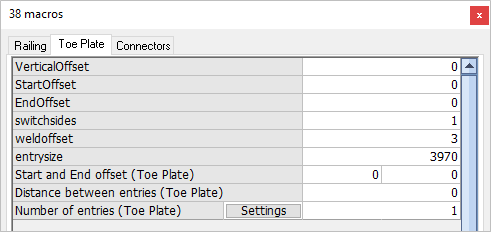 38 macros
x
Railing Toe Plate Connectors
VerticalOffset 0
StartOffset 0
EndOffset 0
switchsides 1
weldoffset 3
entrysize 3970
Start and End offset (Toe Plate) 0 0
Distance between entries (Toe Plate) 0
Number of entries (Toe Plate) Settings 1